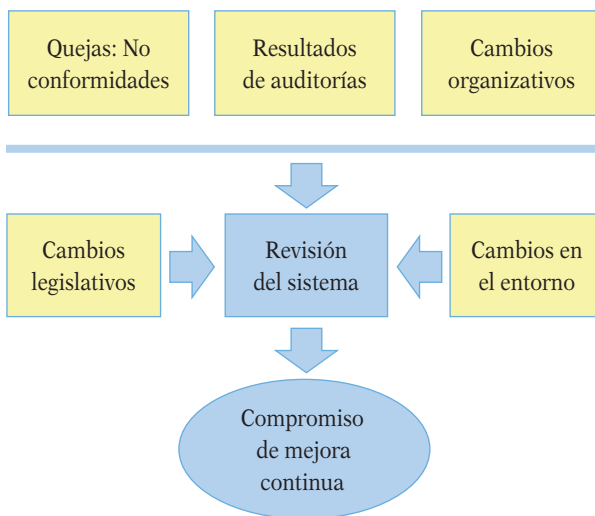 Quejas: No
conformidades
Resultados
de auditorías
Cambios
organizativos
Cambios
legislativos
Revisión
del sistema
Cambios en
el entorno
Compromiso
de mejora
continua